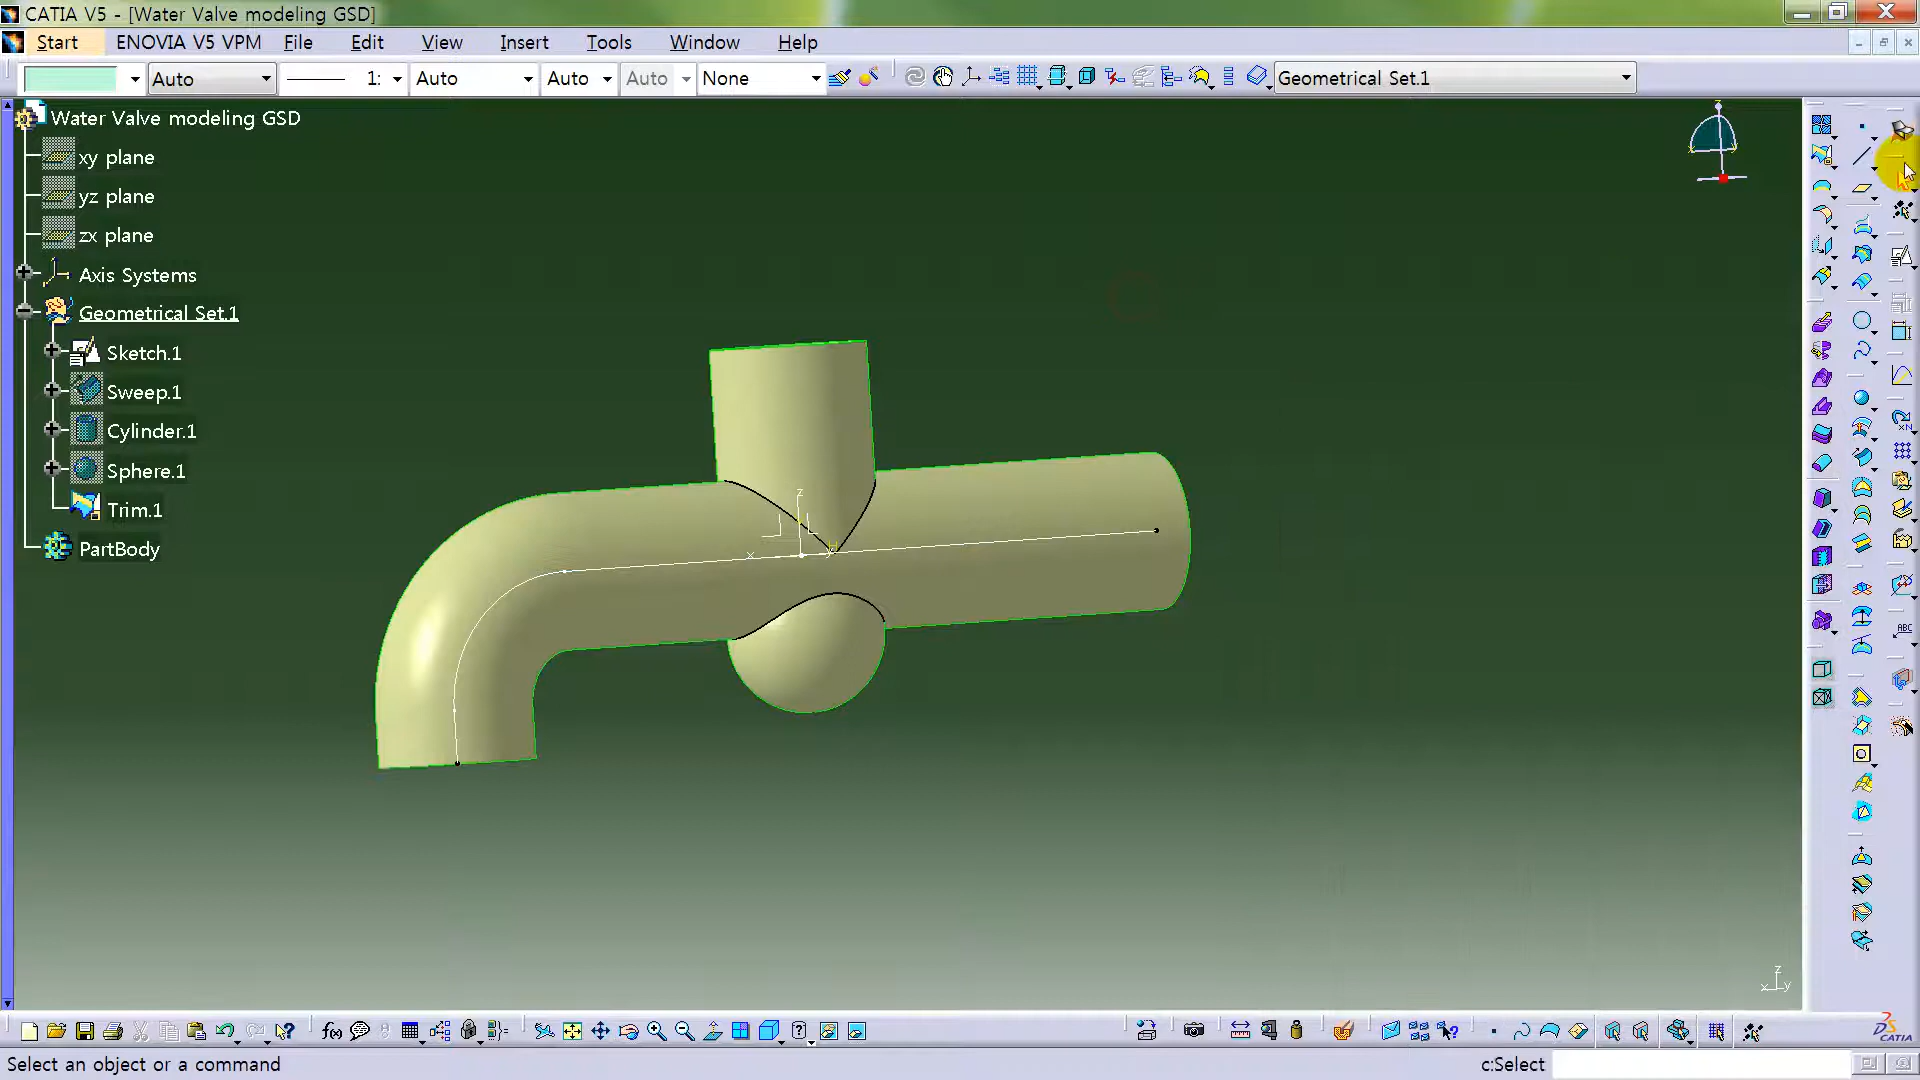 CATIA V5 - [Water Valve modeling GSD]
Start ENOVIA V5 VPM File Edit View Insert Tools Window Help
Auto 1: Auto Auto Auto None Geometrical Set.1
Water Valve modeling GSD
xy plane
yz plane
zx plane
Axis Systems
Geometrical Set.1
Sketch.1
Sweep.1
Cylinder.1
Sphere.1
Trim.1
PartBody
z
x
H
ABC
z
x y
f(x)
CATIA
Select an object or a command
c:Select